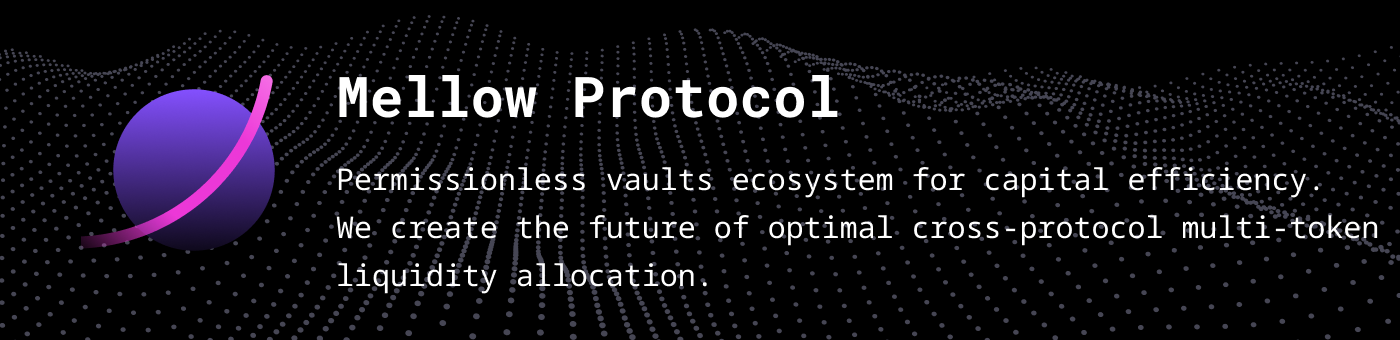 Mellow Protocol
Permissionless vaults ecosystem for capital efficiency.
We create the future of optimal cross-protocol multi-token
liquidity allocation.